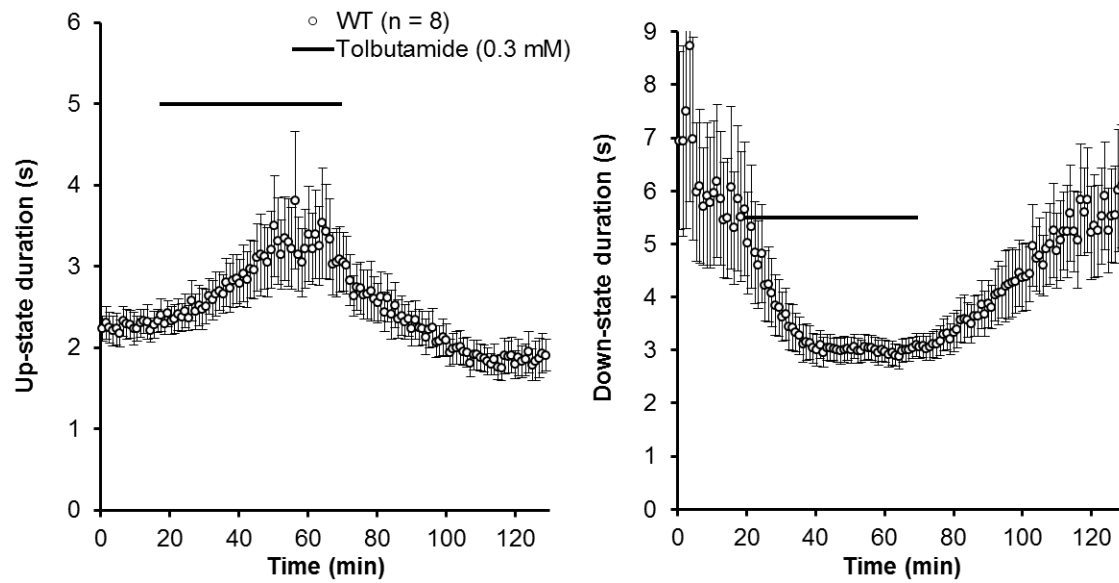 WT (n = 8)
Tolbutamide (0.3 mM)
Up-state duration (s)
6
5
4
3
2
1
0
0 20 40 60 80 100 120
Time (min)
Down-state duration (s)
9
8
7
6
5
4
3
2
1
0
0 20 40 60 80 100 120
Time (min)